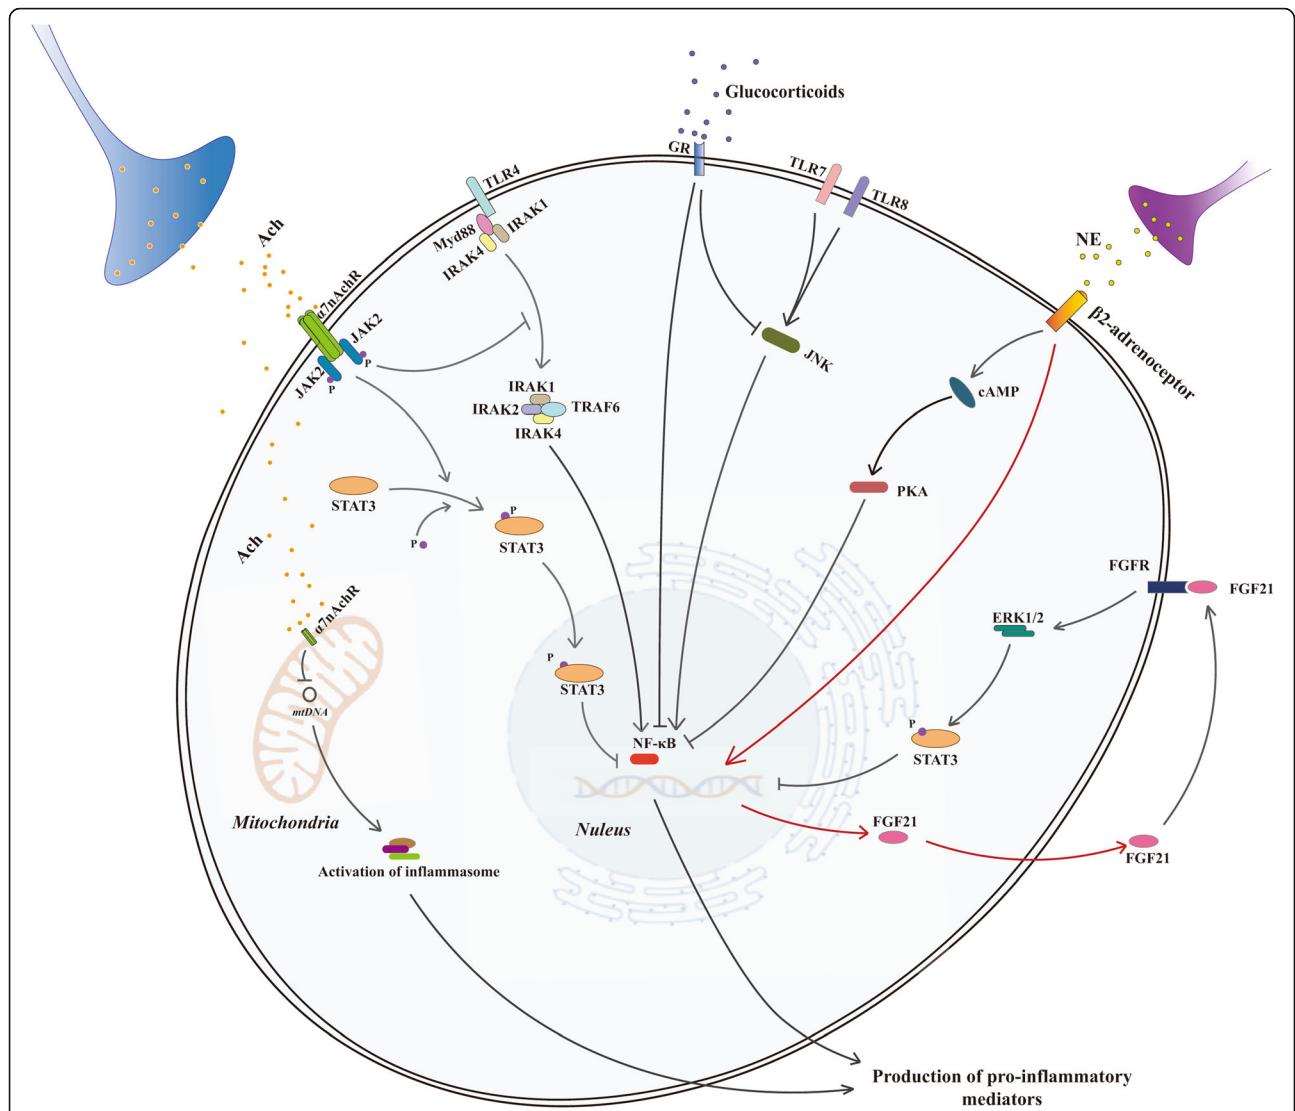 Glucocorticoids
GR
TLR4
TLR7
TLR8
Myd88
IRAK1
IRAK4
Ach
α7nAchR
JAK2
JAK2
P
P
NE
β2-adrenoceptor
JNK
cAMP
IRAK1
IRAK2
TRAF6
IRAK4
PKA
STAT3
P
P
STAT3
Ach
FGFR
FGF21
α7nAchR
ERK1/2
P
STAT3
mtDNA
NF-κB
P
STAT3
Mitochondria
Nuleus
FGF21
FGF21
Activation of inflammasome
Production of pro-inflammatory
mediators